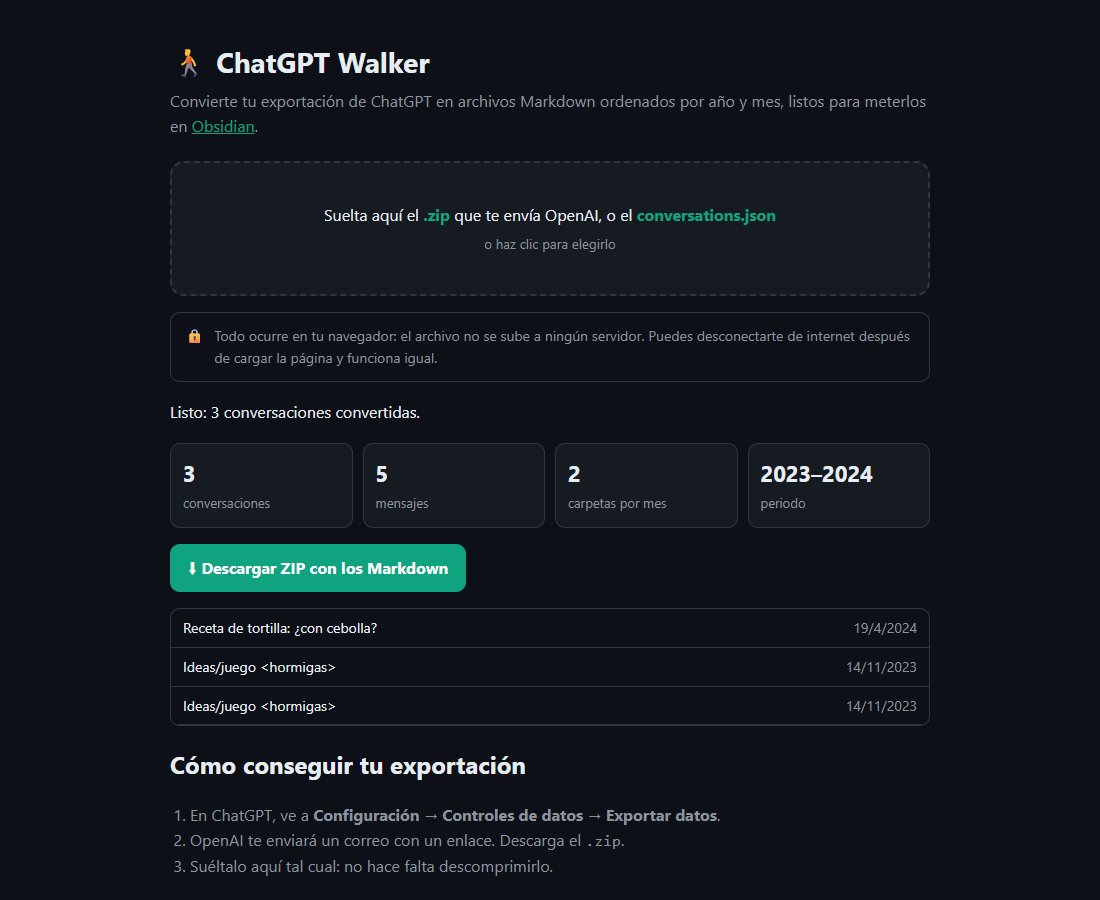 ChatGPT Walker
Convierte tu exportación de ChatGPT en archivos Markdown ordenados por año y mes, listos para meterlos
en Obsidian.
Suelta aquí el .zip que te envía OpenAI, o el conversations.json
o haz clic para elegirlo
Todo ocurre en tu navegador: el archivo no se sube a ningún servidor. Puedes desconectarte de internet después
de cargar la página y funciona igual.
Listo: 3 conversaciones convertidas.
3
conversaciones
5
mensajes
2
carpetas por mes
2023–2024
periodo
⬇ Descargar ZIP con los Markdown
Receta de tortilla: ¿con cebolla? 19/4/2024
Ideas/juego <hormigas> 14/11/2023
Ideas/juego <hormigas> 14/11/2023
Cómo conseguir tu exportación
1. En ChatGPT, ve a Configuración → Controles de datos → Exportar datos.
2. OpenAI te enviará un correo con un enlace. Descarga el .zip.
3. Suéltalo aquí tal cual: no hace falta descomprimirlo.